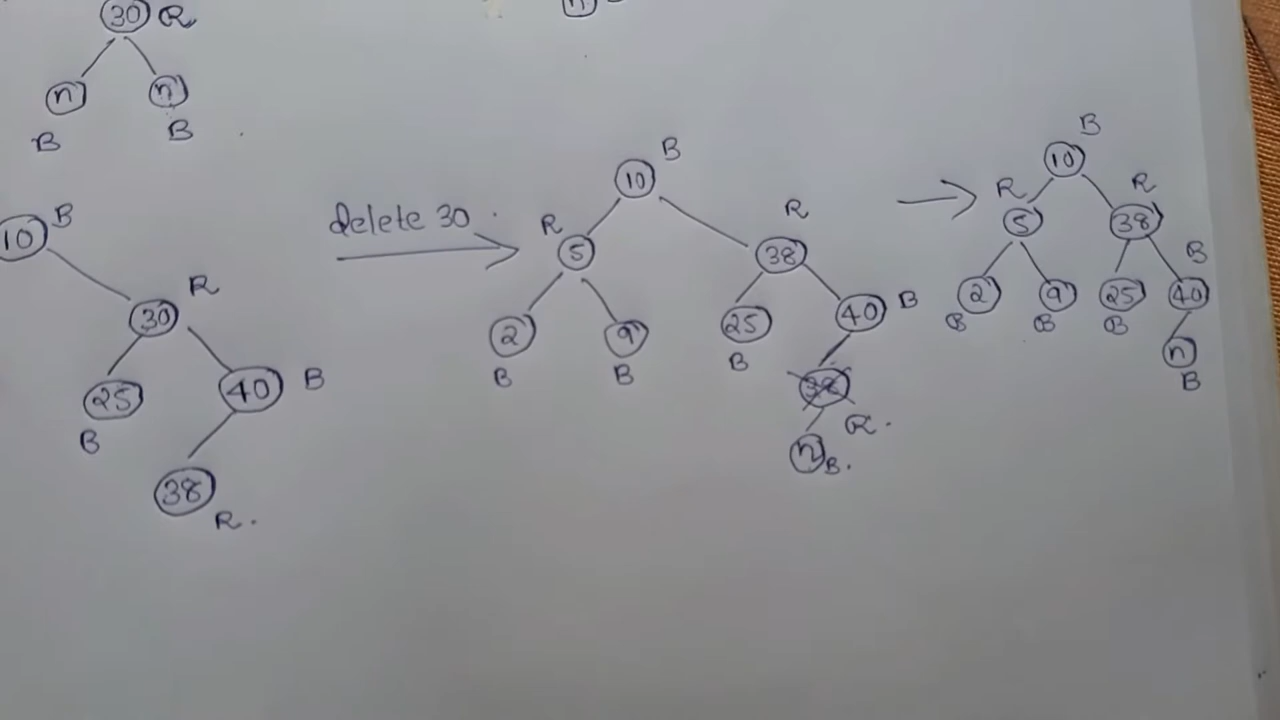 30 R
n n
B B
n
10 B
30 R
25 40 B
B
38
R.
delete 30.
10 B
R 5 38 R
2 9 25 40 B
B B B
38
R.
n B.
10 B
R 5 38 R
2 9 25 40 B
B B B
n
B